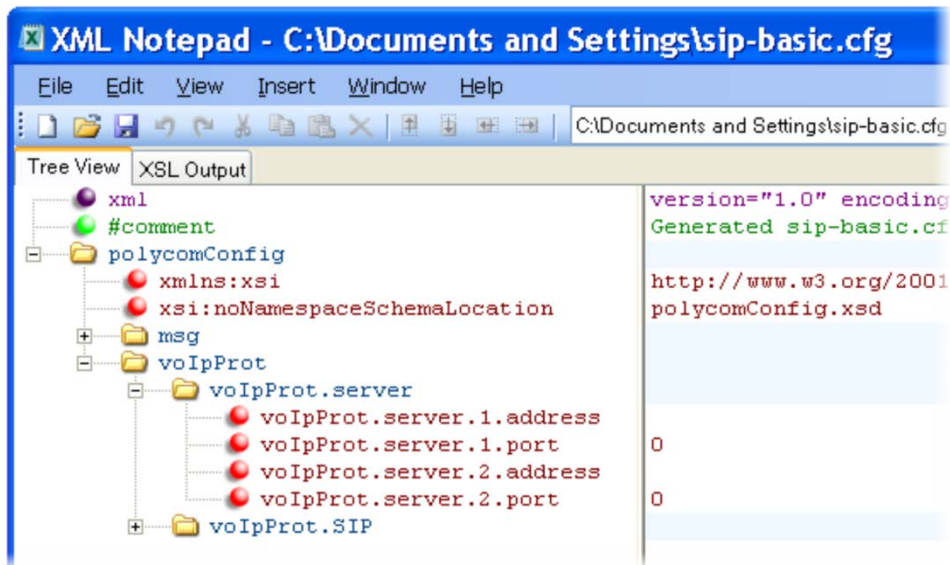 XML Notepad - C:\Documents and Settings\sip-basic.cfg
File Edit View Insert Window Help
C:\Documents and Settings\sip-basic.cfg
Tree View XSL Output
xml version="1.0" encoding
#comment Generated sip-basic.cf
polycomConfig
xmlns:xsi http://www.w3.org/2001
xsi:noNamespaceSchemaLocation polycomConfig.xsd
msg
voIpProt
voIpProt.server
voIpProt.server.1.address
voIpProt.server.1.port 0
voIpProt.server.2.address
voIpProt.server.2.port 0
voIpProt.SIP